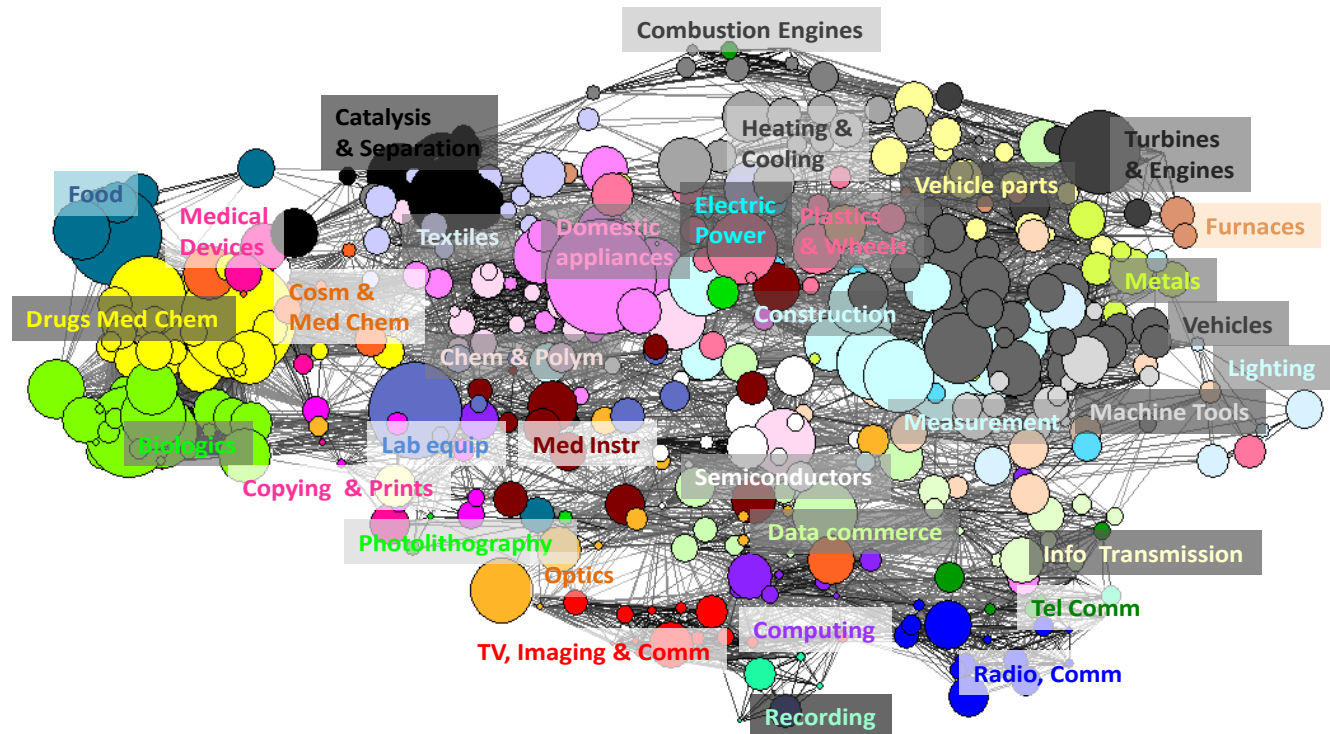 Combustion Engines
Catalysis
& Separation
Heating &
Cooling
Turbines
& Engines
Food
Vehicle parts
Medical
Devices
Textiles
Domestic
appliances
Electric
Power
Plastics
& Wheels
Furnaces
Metals
Drugs Med Chem
Cosm &
Med Chem
Construction
Vehicles
Chem & Polym
Lighting
Machine Tools
Measurement
Biologics
Lab equip
Med Instr
Semiconductors
Copying & Prints
Photolithography
Data commerce
Info Transmission
Optics
Tel Comm
Computing
TV, Imaging & Comm
Radio, Comm
Recording